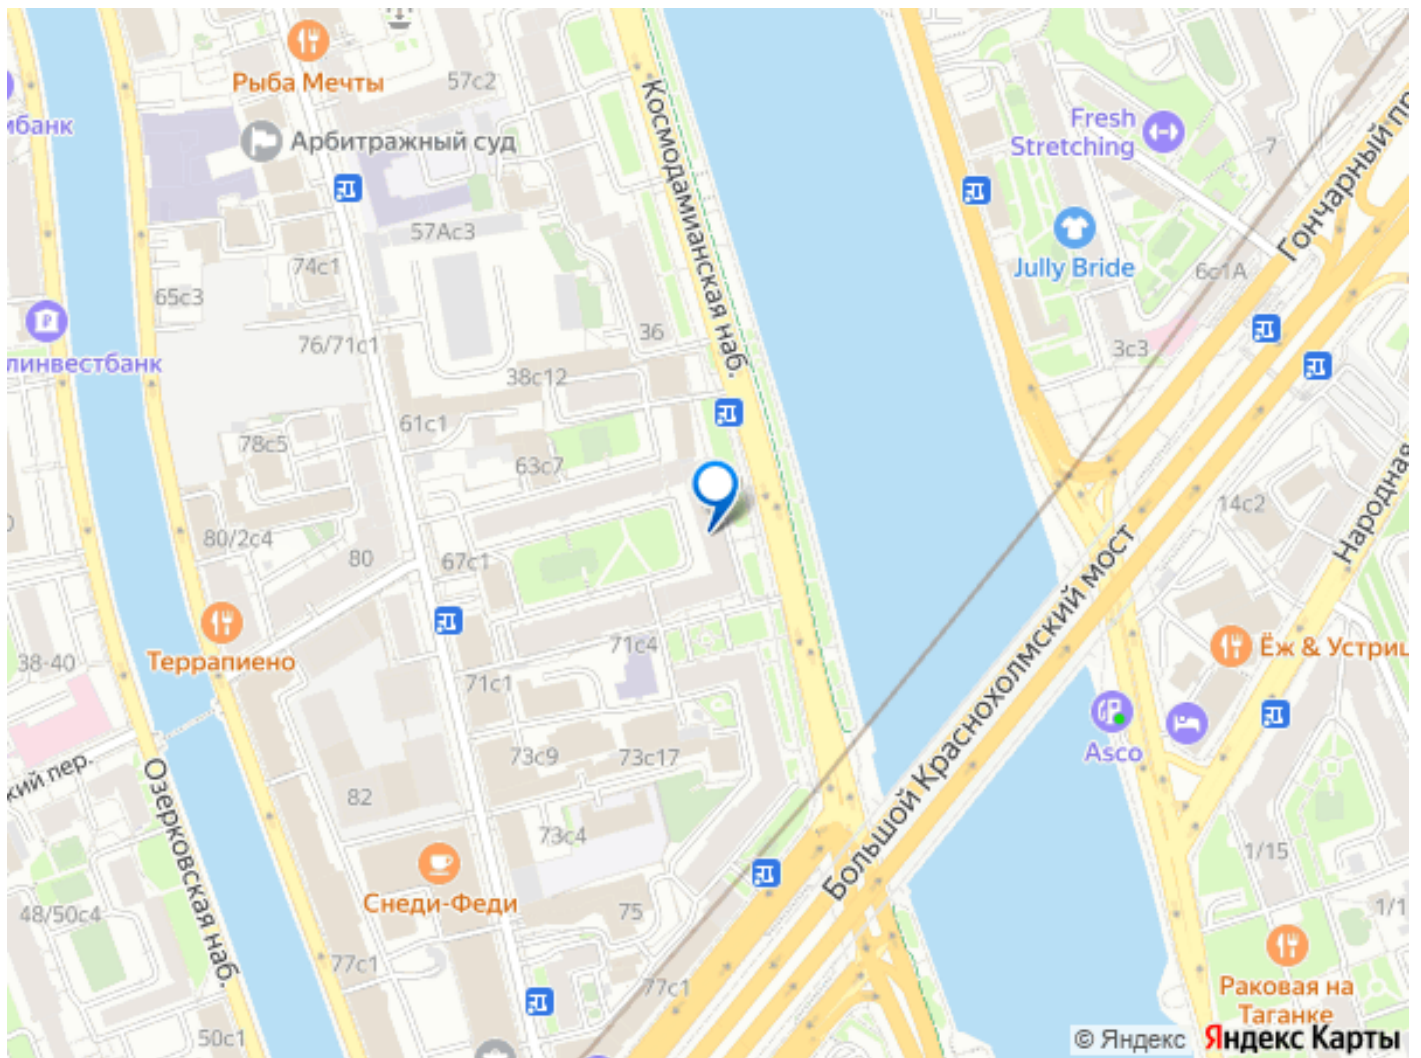 Рыба Мечты
57с2
Космодамианская наб.
Fresh
Stretching
Гончарный пр
7
мбанк
Арбитражный суд
57Ас3
Jully Bride
6с1А
74с1
65с3
76/71с1
36
3с3
линвестбанк
38с12
61с1
78с5
63с7
14с2
Народная
80/2с4
80
67с1
Большой Краснохолмский мост
Террапиено
71с4
Ёж & Устриц
38-40
71с1
Asco
кий пер.
Озерковская наб.
73с9
73с17
82
73с4
1/15
Снеди-Феди
48/50с4
75
1/1
77с1
77с1
Раковая на
Таганке
50с1
© Яндекс Яндекс Карты